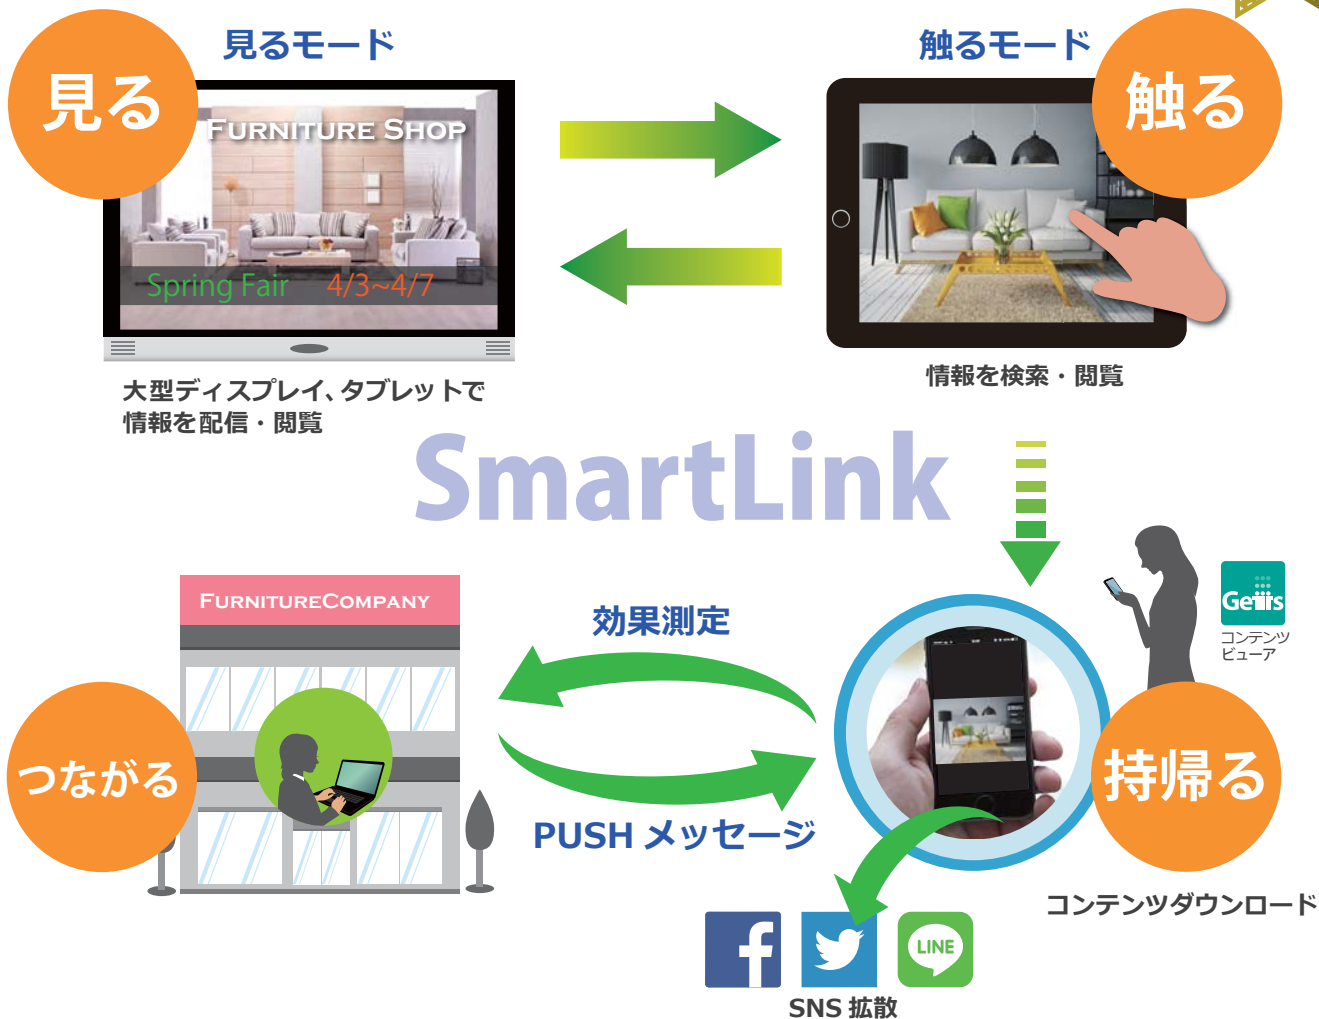 見るモード
見る
FURNITURE SHOP
Spring Fair 4/3~4/7
大型ディスプレイ、タブレットで
情報を配信・閲覧
触るモード
触る
情報を検索・閲覧
SmartLink
Getiis
コンテンツ
ビューア
FURNITURECOMPANY
つながる
効果測定
PUSH メッセージ
持帰る
コンテンツダウンロード
LINE
SNS 拡散